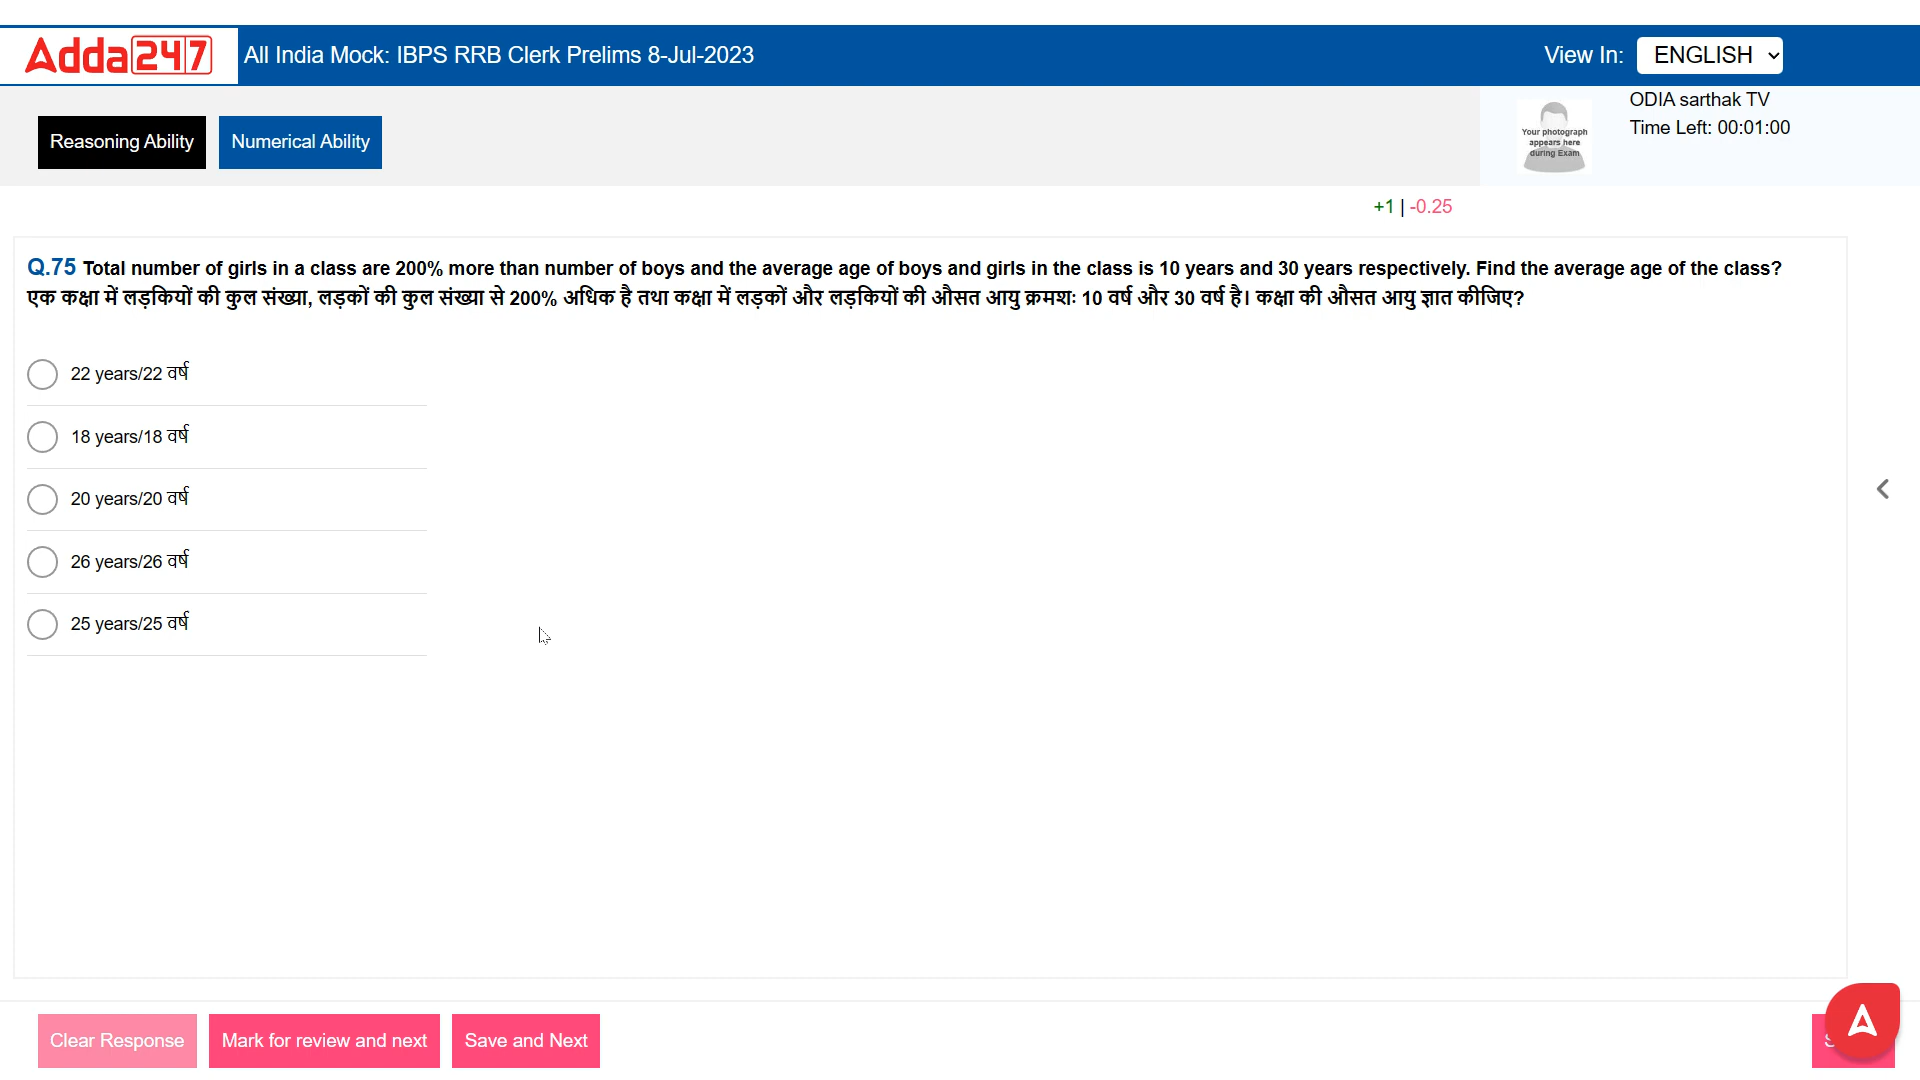 Adda247 All India Mock: IBPS RRB Clerk Prelims 8-Jul-2023 View In: ENGLISH
ODIA sarthak TV
Reasoning Ability Numerical Ability
Your photograph appears here during Exam
Time Left: 00:01:00
+1 | -0.25
Q.75 Total number of girls in a class are 200% more than number of boys and the average age of boys and girls in the class is 10 years and 30 years respectively. Find the average age of the class?
एक कक्षा में लड़कियों की कुल संख्या, लड़कों की कुल संख्या से 200% अधिक है तथा कक्षा में लड़कों और लड़कियों की औसत आयु क्रमशः 10 वर्ष और 30 वर्ष है। कक्षा की औसत आयु ज्ञात कीजिए?
22 years/22 वर्ष
18 years/18 वर्ष
20 years/20 वर्ष
26 years/26 वर्ष
25 years/25 वर्ष
Clear Response Mark for review and next Save and Next